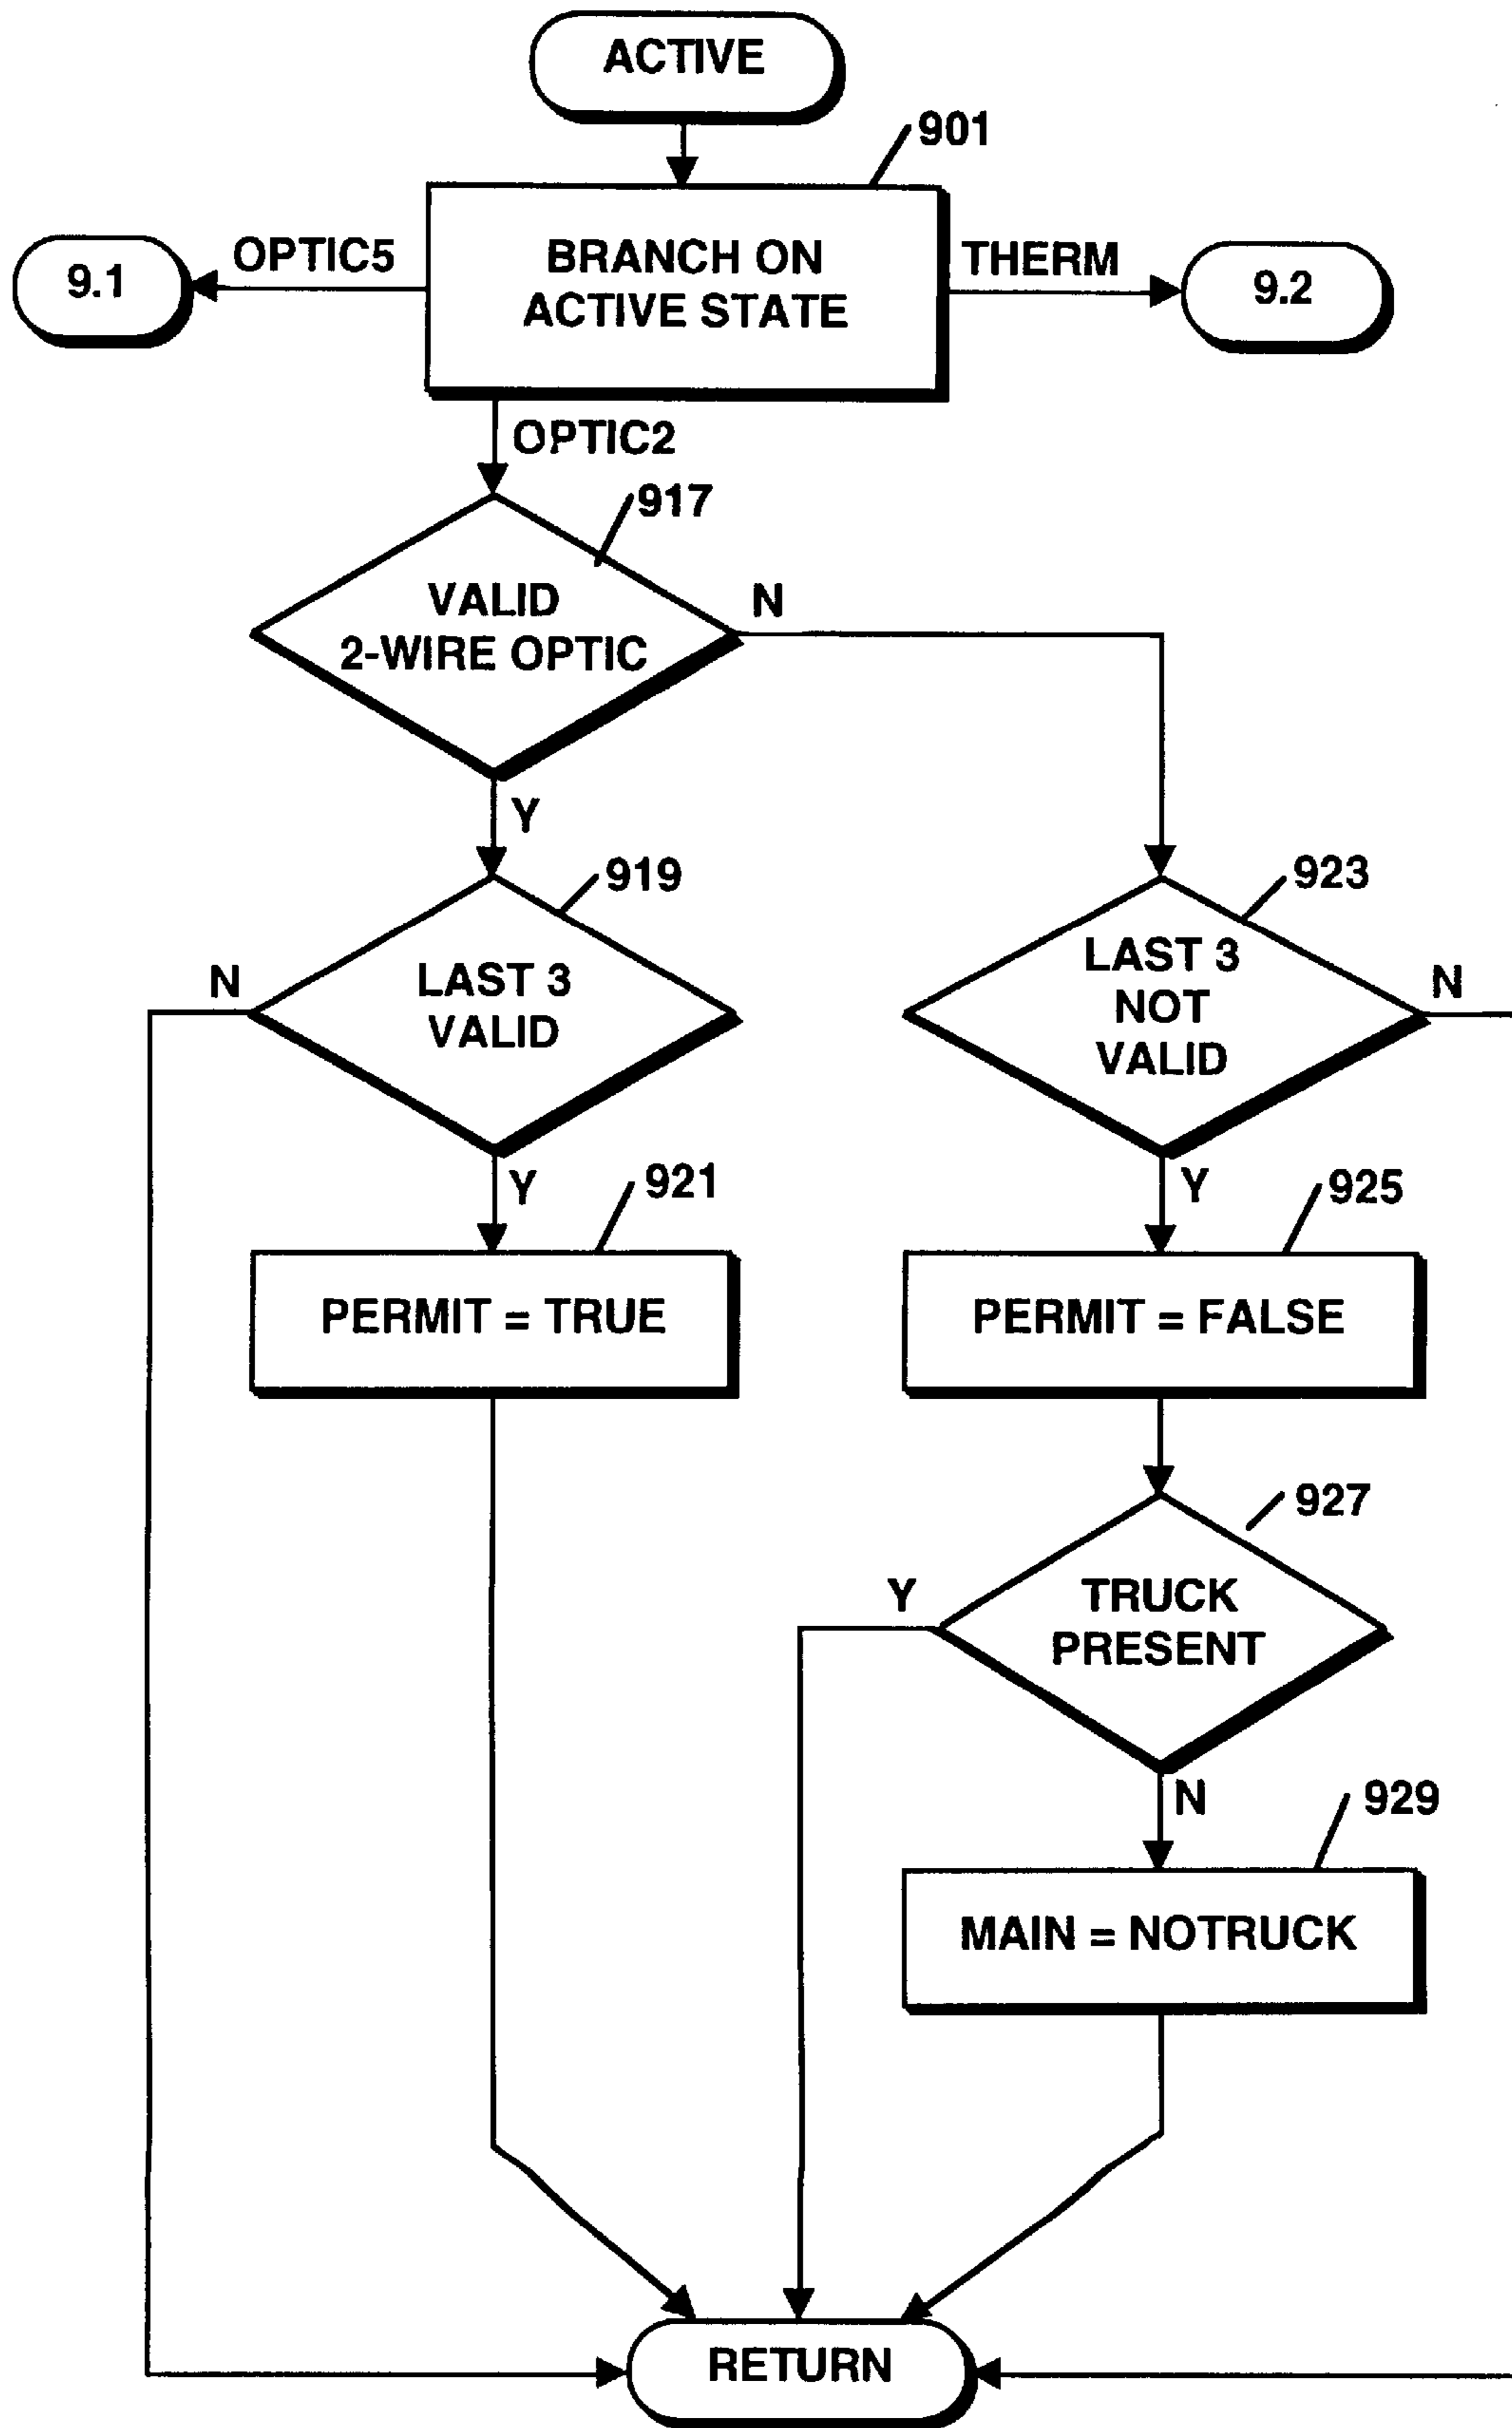 ACTIVE
901
BRANCH ON
ACTIVE STATE
OPTIC5
9.1
THERM
9.2
OPTIC2
917
VALID
2-WIRE OPTIC
N
Y
919
LAST 3
VALID
N
Y
923
LAST 3
NOT
VALID
N
Y
921
PERMIT = TRUE
925
PERMIT = FALSE
927
TRUCK
PRESENT
Y
N
929
MAIN = NOTRUCK
RETURN